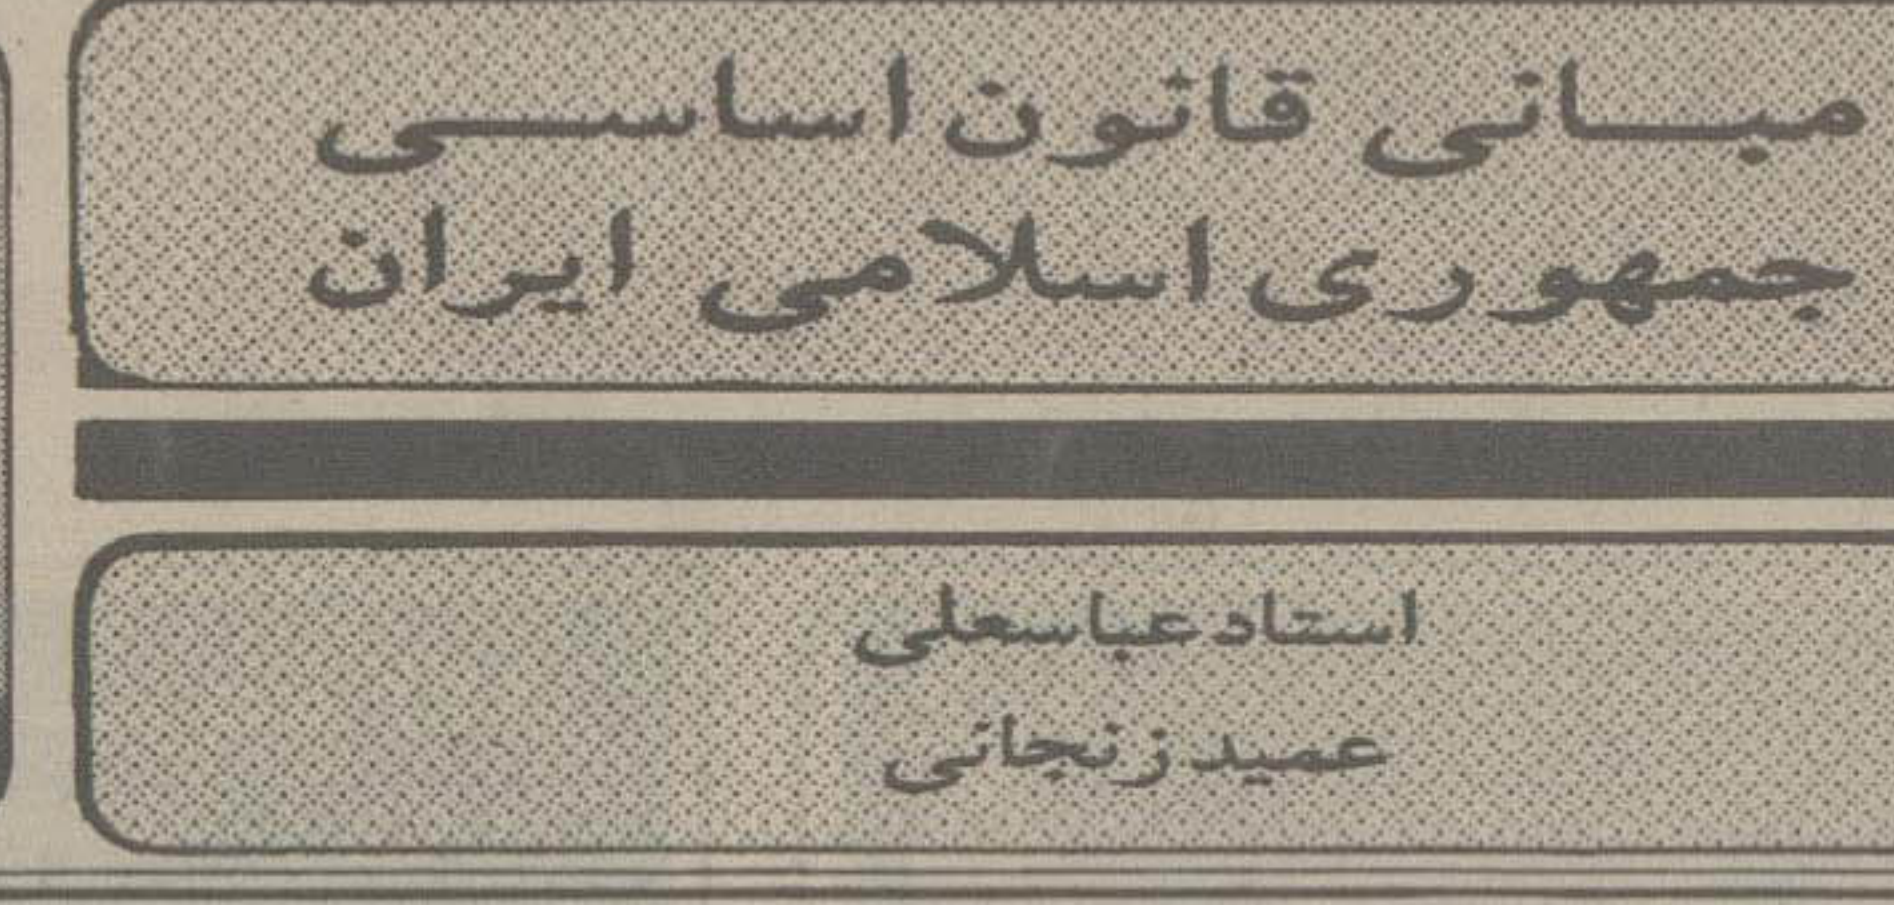 مبانی قانون اساسی
جمهوری اسلامی ایران
استاد عباسعلی
عمید زنجانی